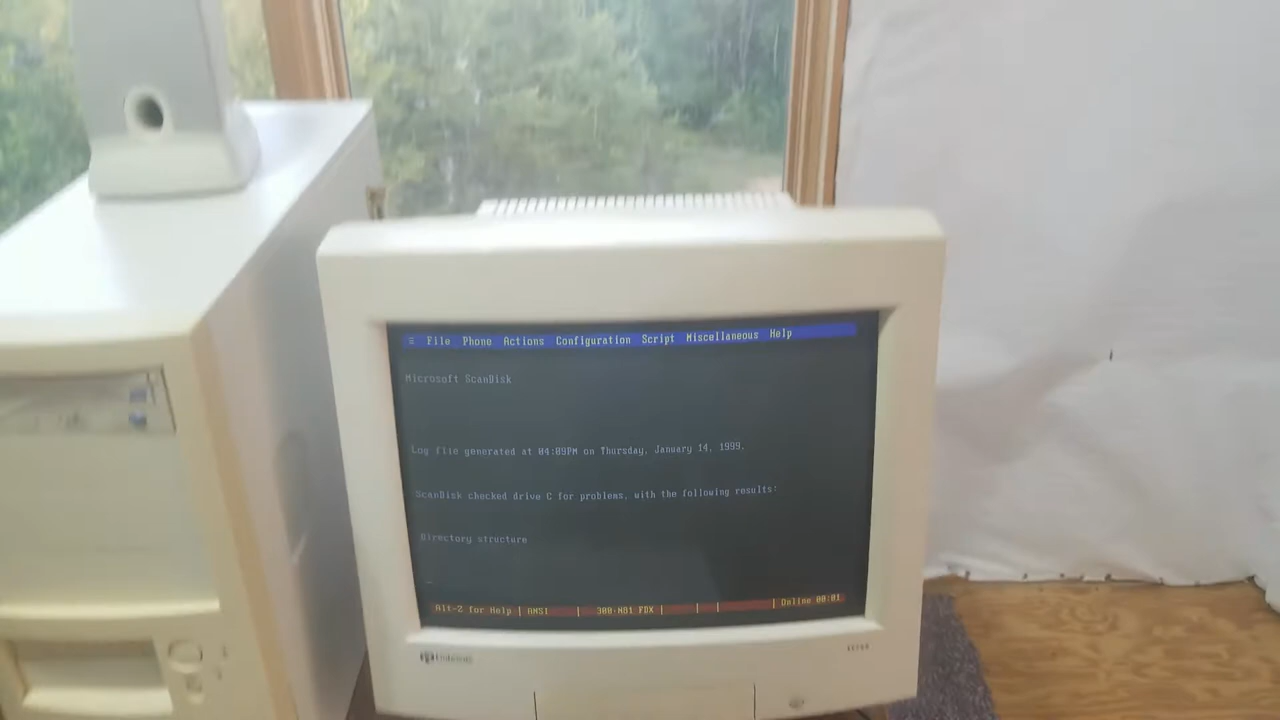 ≡ File Phone Actions Configuration Script Miscellaneous Help
Microsoft ScanDisk
Log file generated at 04:09PM on Thursday, January 14, 1999.
ScanDisk checked drive C for problems, with the following results:
Directory structure
Alt-Z for Help | ANSI | 300·N81 FDX | | | | Online 00:01